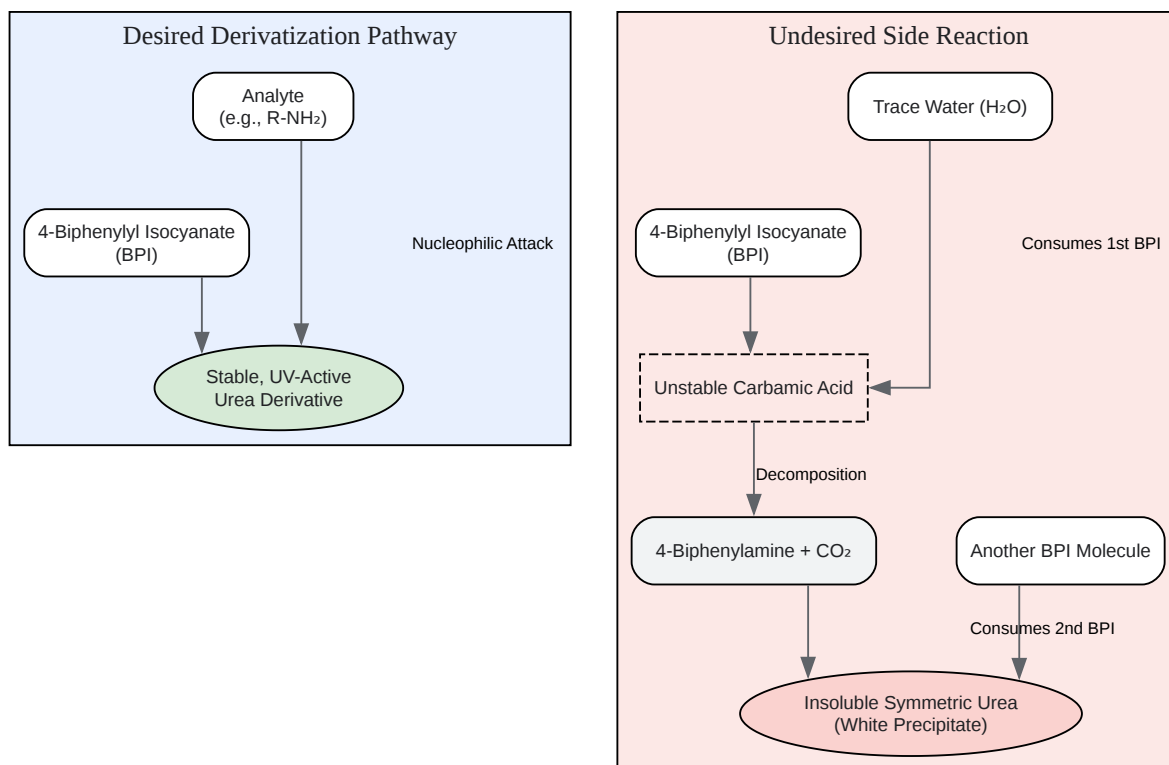 Desired Derivatization Pathway
Analyte
(e.g., R-NH₂)
4-Biphenylyl Isocyanate
(BPI)
Nucleophilic Attack
Stable, UV-Active
Urea Derivative
Undesired Side Reaction
Trace Water (H₂O)
4-Biphenylyl Isocyanate
(BPI)
Consumes 1st BPI
Unstable Carbamic Acid
Decomposition
4-Biphenylamine + CO₂
Another BPI Molecule
Consumes 2nd BPI
Insoluble Symmetric Urea
(White Precipitate)